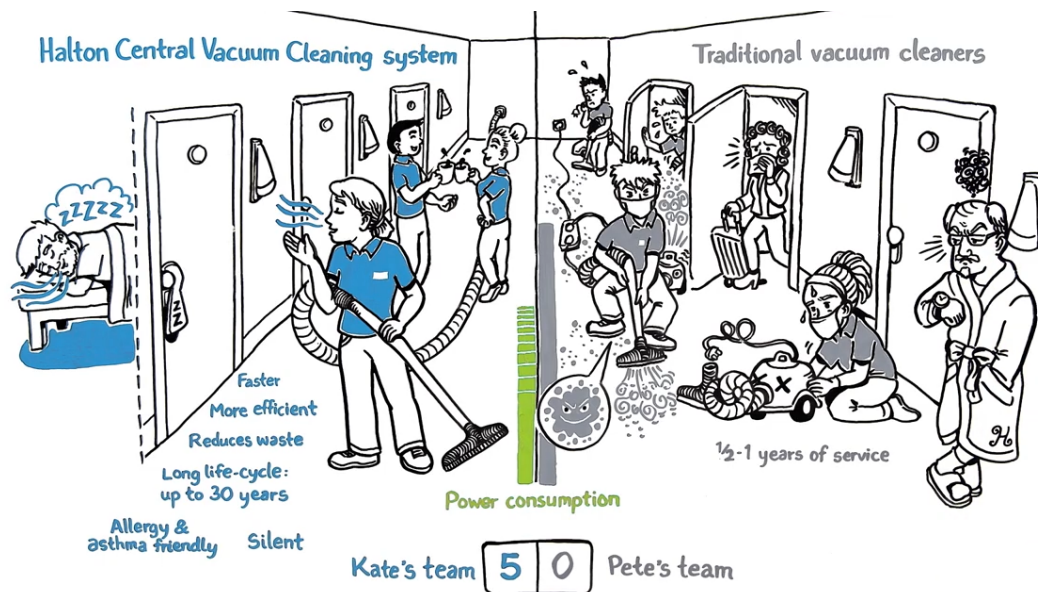 Halton Central Vacuum Cleaning system
Traditional vacuum cleaners
zzzzz
zz
Faster
More efficient
Reduces waste
Long life-cycle:
up to 30 years
Allergy &
asthma friendly
Silent
X
H
1/2-1 years of service
Power consumption
Kate's team 5 0 Pete's team